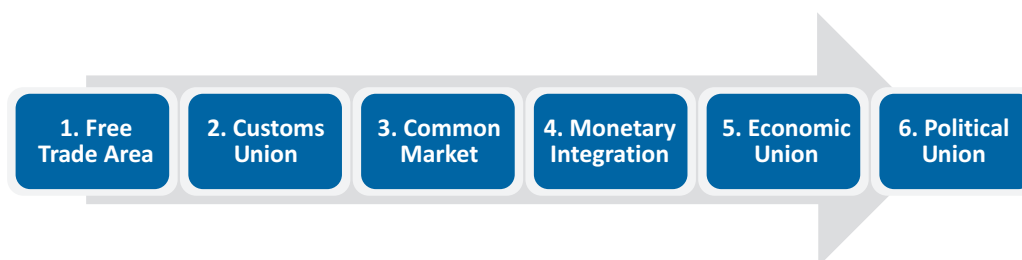 1. Free
Trade Area
2. Customs
Union
3. Common
Market
4. Monetary
Integration
5. Economic
Union
6. Political
Union